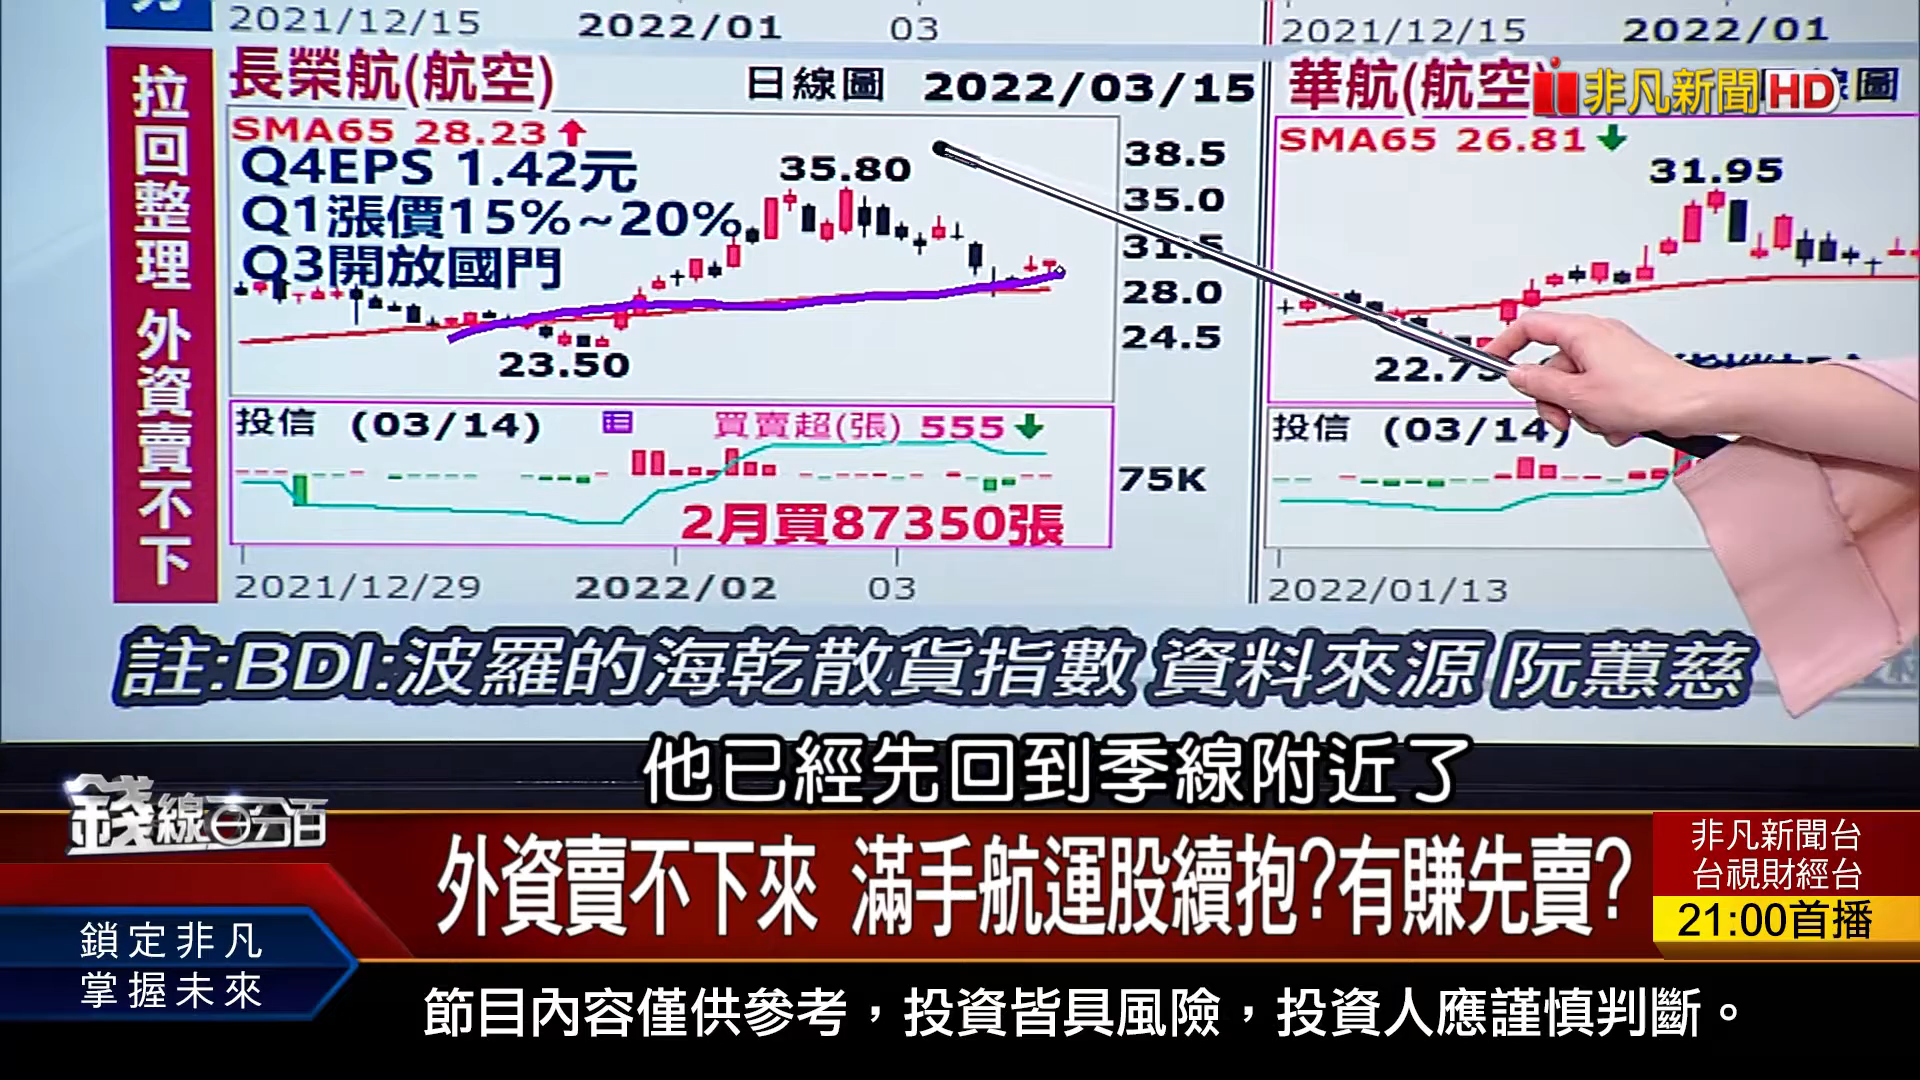 2021/12/15 2022/01 03
2021/12/15 2022/01
拉回整理 外資賣不下
長榮航(航空) 日線圖 2022/03/15
SMA65 28.23
Q4EPS 1.42元
Q1漲價15%~20%
Q3開放國門
35.80
23.50
38.5
35.0
31.5
28.0
24.5
投信 (03/14) 買賣超(張) 555
75K
2月買87350張
2021/12/29 2022/02 03
華航(航空) 線圖
非凡新聞HD
SMA65 26.81
31.95
22.75
投信 (03/14)
2022/01/13
註:BDI:波羅的海乾散貨指數 資料來源 阮蕙慈
他已經先回到季線附近了
錢線百分百
外資賣不下來 滿手航運股續抱?有賺先賣?
非凡新聞台
台視財經台
21:00首播
鎖定非凡
掌握未來
節目內容僅供參考，投資皆具風險，投資人應謹慎判斷。